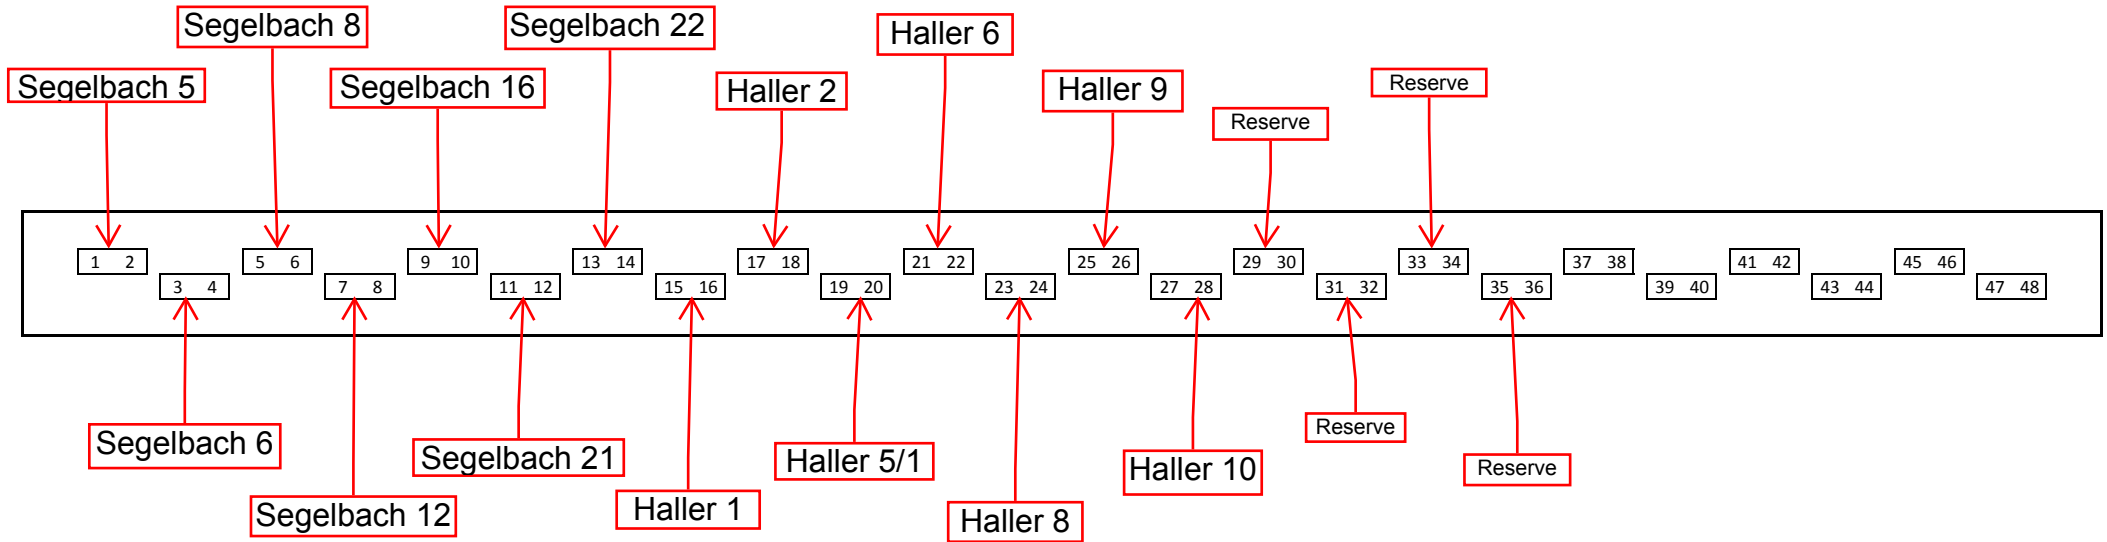 Segelbach 8
Segelbach 22
Haller 6
Segelbach 5
Segelbach 16
Haller 2
Haller 9
Reserve
Reserve
1 2
5 6
9 10
13 14
17 18
21 22
25 26
29 30
33 34
37 38
41 42
45 46
3 4
7 8
11 12
15 16
19 20
23 24
27 28
31 32
35 36
39 40
43 44
47 48
Segelbach 6
Segelbach 21
Haller 5/1
Haller 10
Reserve
Reserve
Segelbach 12
Haller 1
Haller 8